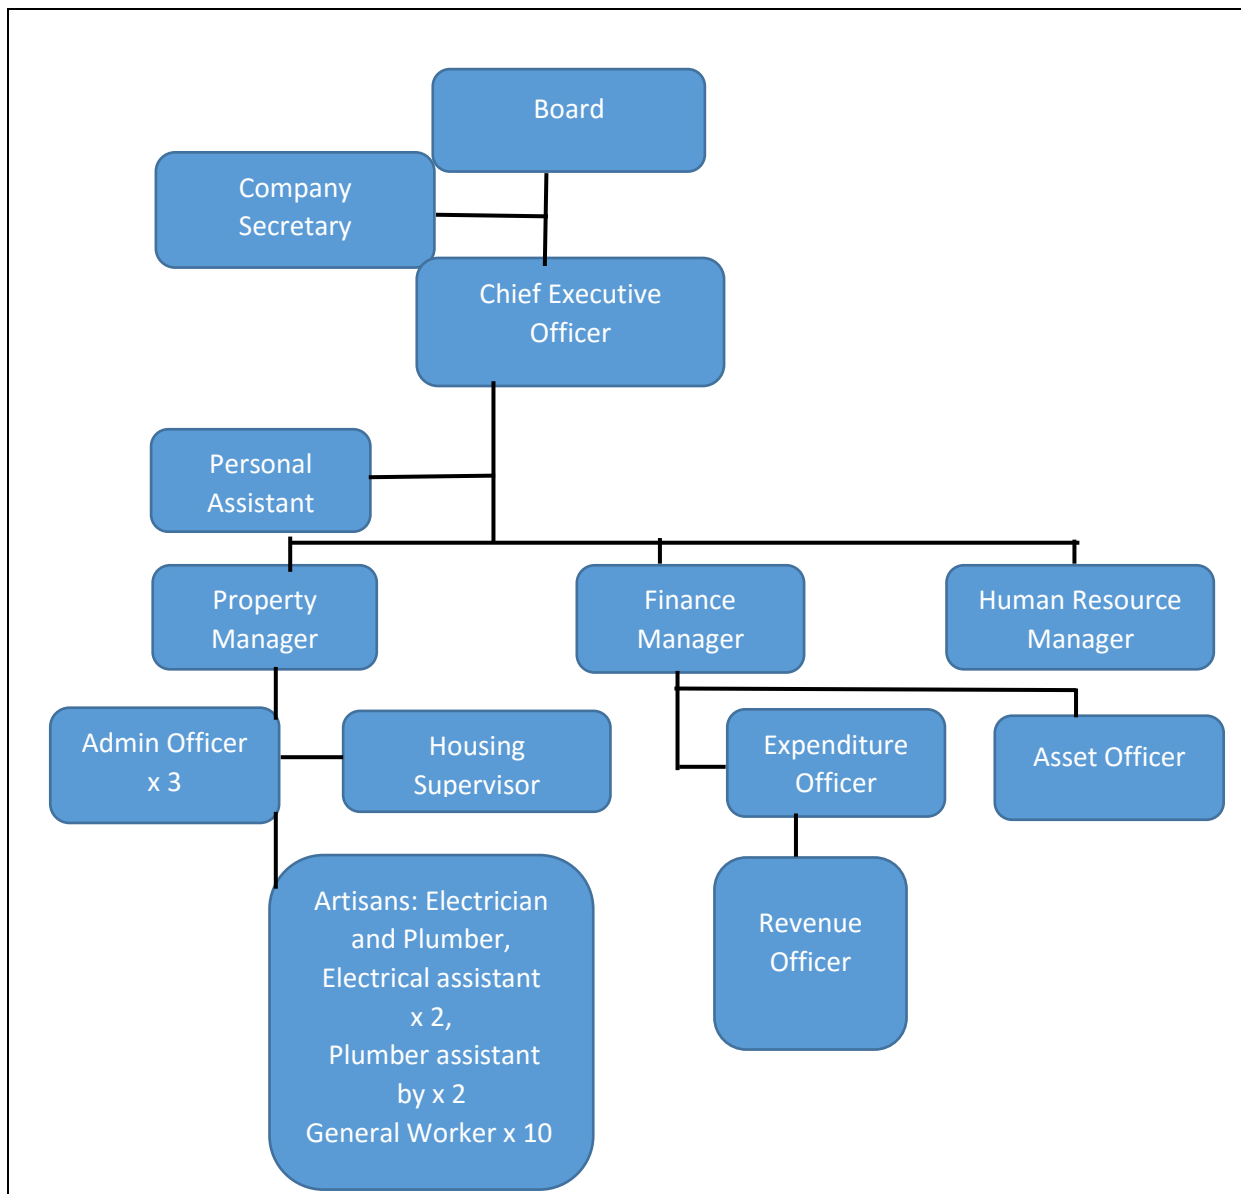 Board
Company
Secretary
Chief Executive
Officer
Personal
Assistant
Property
Manager
Finance
Manager
Human Resource
Manager
Admin Officer
x 3
Housing
Supervisor
Expenditure
Officer
Asset Officer
Artisans: Electrician
and Plumber,
Electrical assistant
x 2,
Plumber assistant
by x 2
General Worker x 10
Revenue
Officer